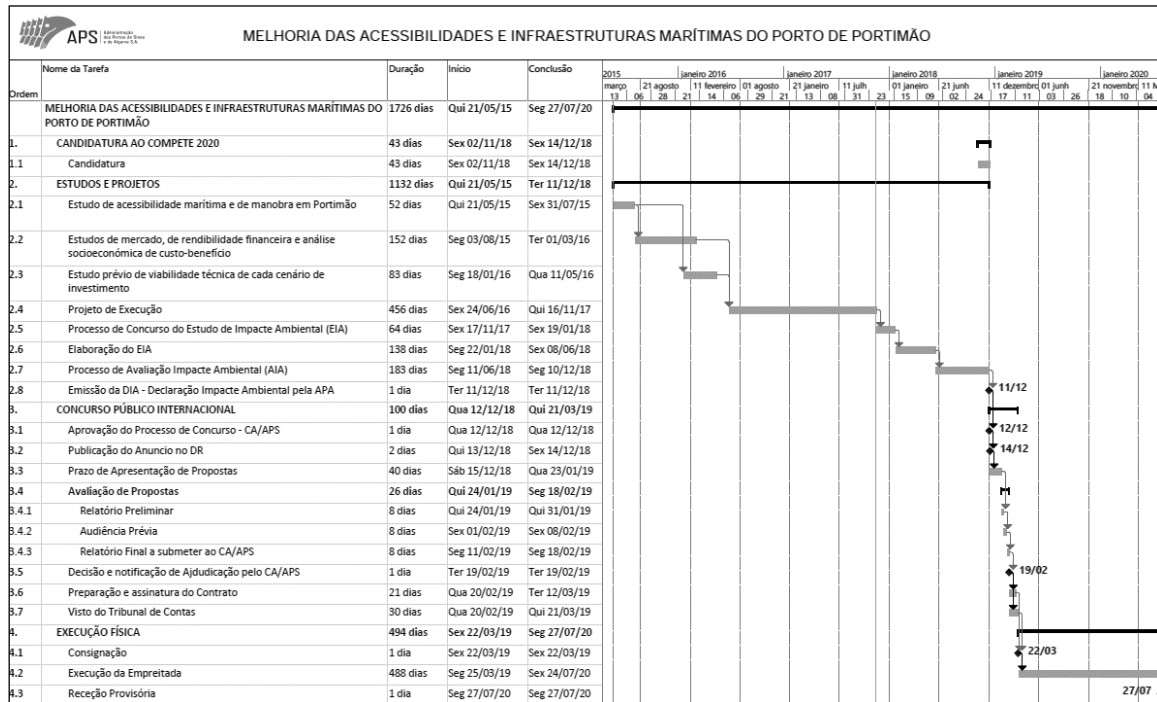 APS
Administração
dos Portos de Sines
e do Algarve S.A.
MELHORIA DAS ACESSIBILIDADES E INFRAESTRUTURAS MARÍTIMAS DO PORTO DE PORTIMÃO
Ordem Nome da Tarefa Duração Início Conclusão
2015 janeiro 2016 janeiro 2017 janeiro 2018 janeiro 2019 janeiro 2020
março 21 agosto 11 fevereiro 01 agosto 21 janeiro 11 julh 01 janeiro 21 junh 11 dezembro 01 junh 21 novembro 11 M
13 06 28 21 14 06 29 21 13 08 31 23 15 09 02 24 17 11 03 26 18 10 04
MELHORIA DAS ACESSIBILIDADES E INFRAESTRUTURAS MARÍTIMAS DO 1726 dias Qui 21/05/15 Seg 27/07/20
PORTO DE PORTIMÃO
1. CANDIDATURA AO COMPETE 2020 43 dias Sex 02/11/18 Sex 14/12/18
1.1 Candidatura 43 dias Sex 02/11/18 Sex 14/12/18
2. ESTUDOS E PROJETOS 1132 dias Qui 21/05/15 Ter 11/12/18
2.1 Estudo de acessibilidade marítima e de manobra em Portimão 52 dias Qui 21/05/15 Sex 31/07/15
2.2 Estudos de mercado, de rendibilidade financeira e análise 152 dias Seg 03/08/15 Ter 01/03/16
socioeconómica de custo-benefício
2.3 Estudo prévio de viabilidade técnica de cada cenário de 83 dias Seg 18/01/16 Qua 11/05/16
investimento
2.4 Projeto de Execução 456 dias Sex 24/06/16 Qui 16/11/17
2.5 Processo de Concurso do Estudo de Impacte Ambiental (EIA) 64 dias Sex 17/11/17 Sex 19/01/18
2.6 Elaboração do EIA 138 dias Seg 22/01/18 Sex 08/06/18
2.7 Processo de Avaliação Impacte Ambiental (AIA) 183 dias Seg 11/06/18 Seg 10/12/18
2.8 Emissão da DIA - Declaração Impacte Ambiental pela APA 1 dia Ter 11/12/18 Ter 11/12/18 11/12
3. CONCURSO PÚBLICO INTERNACIONAL 100 dias Qua 12/12/18 Qui 21/03/19
3.1 Aprovação do Processo de Concurso - CA/APS 1 dia Qua 12/12/18 Qua 12/12/18 12/12
3.2 Publicação do Anuncio no DR 2 dias Qui 13/12/18 Sex 14/12/18 14/12
3.3 Prazo de Apresentação de Propostas 40 dias Sáb 15/12/18 Qua 23/01/19
3.4 Avaliação de Propostas 26 dias Qui 24/01/19 Seg 18/02/19
3.4.1 Relatório Preliminar 8 dias Qui 24/01/19 Qui 31/01/19
3.4.2 Audiência Prévia 8 dias Sex 01/02/19 Sex 08/02/19
3.4.3 Relatório Final a submeter ao CA/APS 8 dias Seg 11/02/19 Seg 18/02/19
3.5 Decisão e notificação de Ajdudicação pelo CA/APS 1 dia Ter 19/02/19 Ter 19/02/19 19/02
3.6 Preparação e assinatura do Contrato 21 dias Qua 20/02/19 Ter 12/03/19
3.7 Visto do Tribunal de Contas 30 dias Qua 20/02/19 Qui 21/03/19
4. EXECUÇÃO FÍSICA 494 dias Sex 22/03/19 Seg 27/07/20
4.1 Consignação 1 dia Sex 22/03/19 Sex 22/03/19 22/03
4.2 Execução da Empreitada 488 dias Seg 25/03/19 Sex 24/07/20
4.3 Receção Provisória 1 dia Seg 27/07/20 Seg 27/07/20 27/07